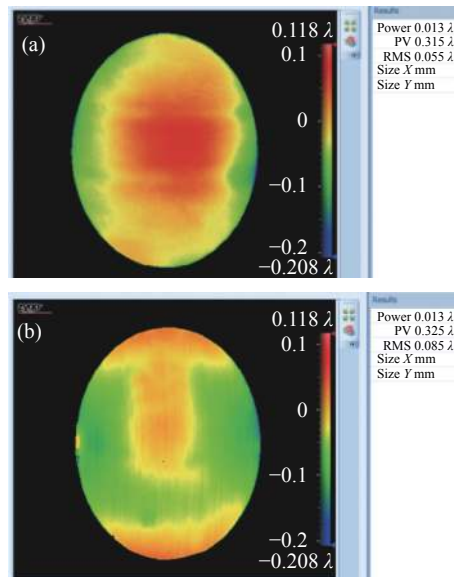 (a)
0.118 λ
0.1
0
−0.1
−0.2
−0.208 λ
Results
Power 0.013 λ
PV 0.315 λ
RMS 0.055 λ
Size X mm
Size Y mm
(b)
0.118 λ
0.1
0
−0.1
−0.2
−0.208 λ
Results
Power 0.013 λ
PV 0.325 λ
RMS 0.085 λ
Size X mm
Size Y mm